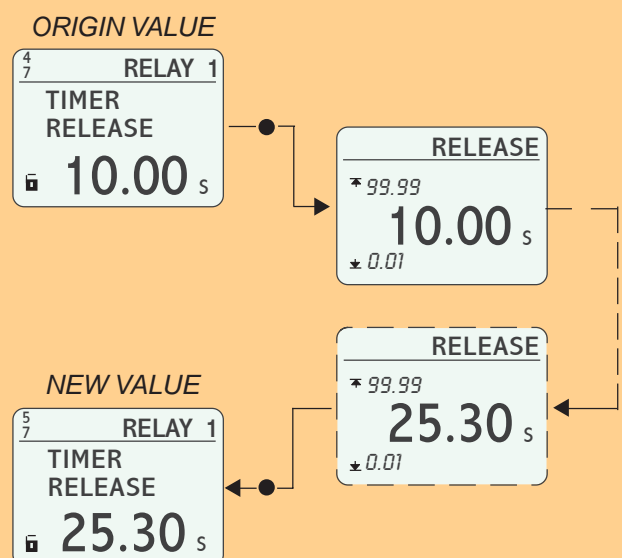 ORIGIN VALUE
4
7
RELAY 1
TIMER
RELEASE
10.00 s
RELEASE
99.99
10.00 s
0.01
RELEASE
99.99
25.30 s
0.01
NEW VALUE
5
7
RELAY 1
TIMER
RELEASE
25.30 s